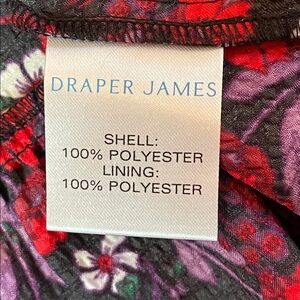 DRAPER JAMES
SHELL:
100% POLYESTER
LINING:
100% POLYESTER